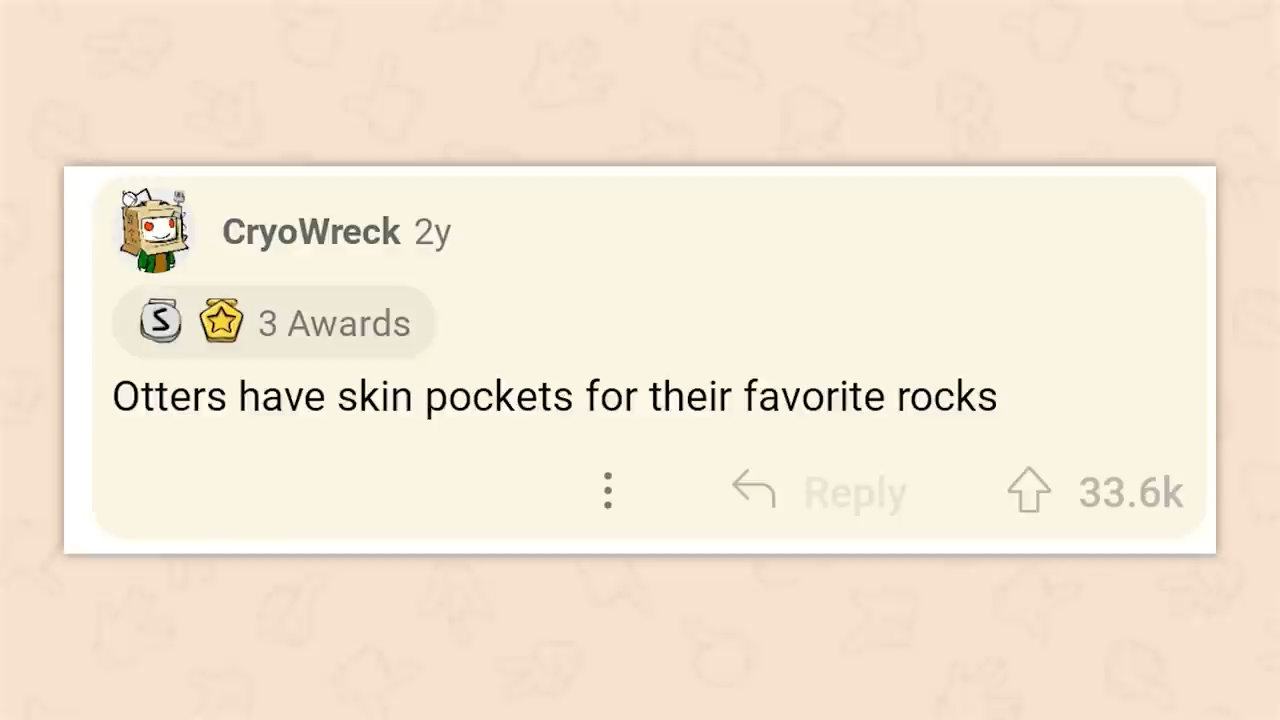 CryoWreck 2y
S 3 Awards
Otters have skin pockets for their favorite rocks
Reply 33.6k